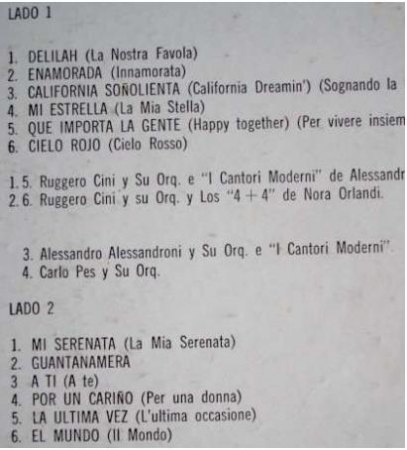 LADO 1
1. DELILAH (La Nostra Favola)
2. ENAMORADA (Innamorata)
3. CALIFORNIA SOÑOLIENTA (California Dreamin') (Sognando la
4. MI ESTRELLA (La Mia Stella)
5. QUE IMPORTA LA GENTE (Happy together) (Per vivere insiem
6. CIELO ROJO (Cielo Rosso)
1.5. Ruggero Cini y Su Orq. e "I Cantori Moderni" de Alessandr
2.6. Ruggero Cini y su Orq. y Los "4 + 4" de Nora Orlandi.
3. Alessandro Alessandroni y Su Orq. e "I Cantori Moderni".
4. Carlo Pes y Su Orq.
LADO 2
1. MI SERENATA (La Mia Serenata)
2. GUANTANAMERA
3 A TI (A te)
4. POR UN CARIÑO (Per una donna)
5. LA ULTIMA VEZ (L'ultima occasione)
6. EL MUNDO (Il Mondo)